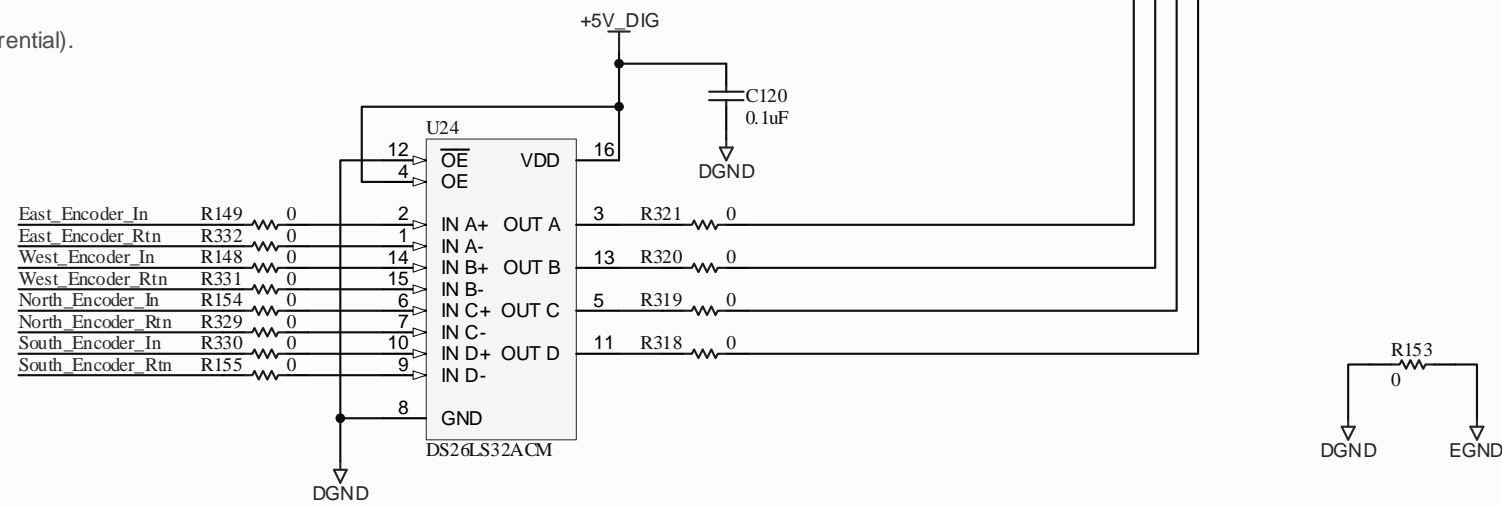 +5V_DIG
rential).
C120
0.1uF
DGND
U24
12 OE VDD 16
4 OE
East_Encoder_In R149 0 2 IN A+ OUT A 3 R321 0
East_Encoder_Rtn R332 0 1 IN A-
West_Encoder_In R148 0 14 IN B+ OUT B 13 R320 0
West_Encoder_Rtn R331 0 15 IN B-
North_Encoder_In R154 0 6 IN C+ OUT C 5 R319 0
North_Encoder_Rtn R329 0 7 IN C-
South_Encoder_In R330 0 10 IN D+ OUT D 11 R318 0
South_Encoder_Rtn R155 0 9 IN D-
R153
0
8 GND
DS26LS32ACM
DGND EGND
DGND